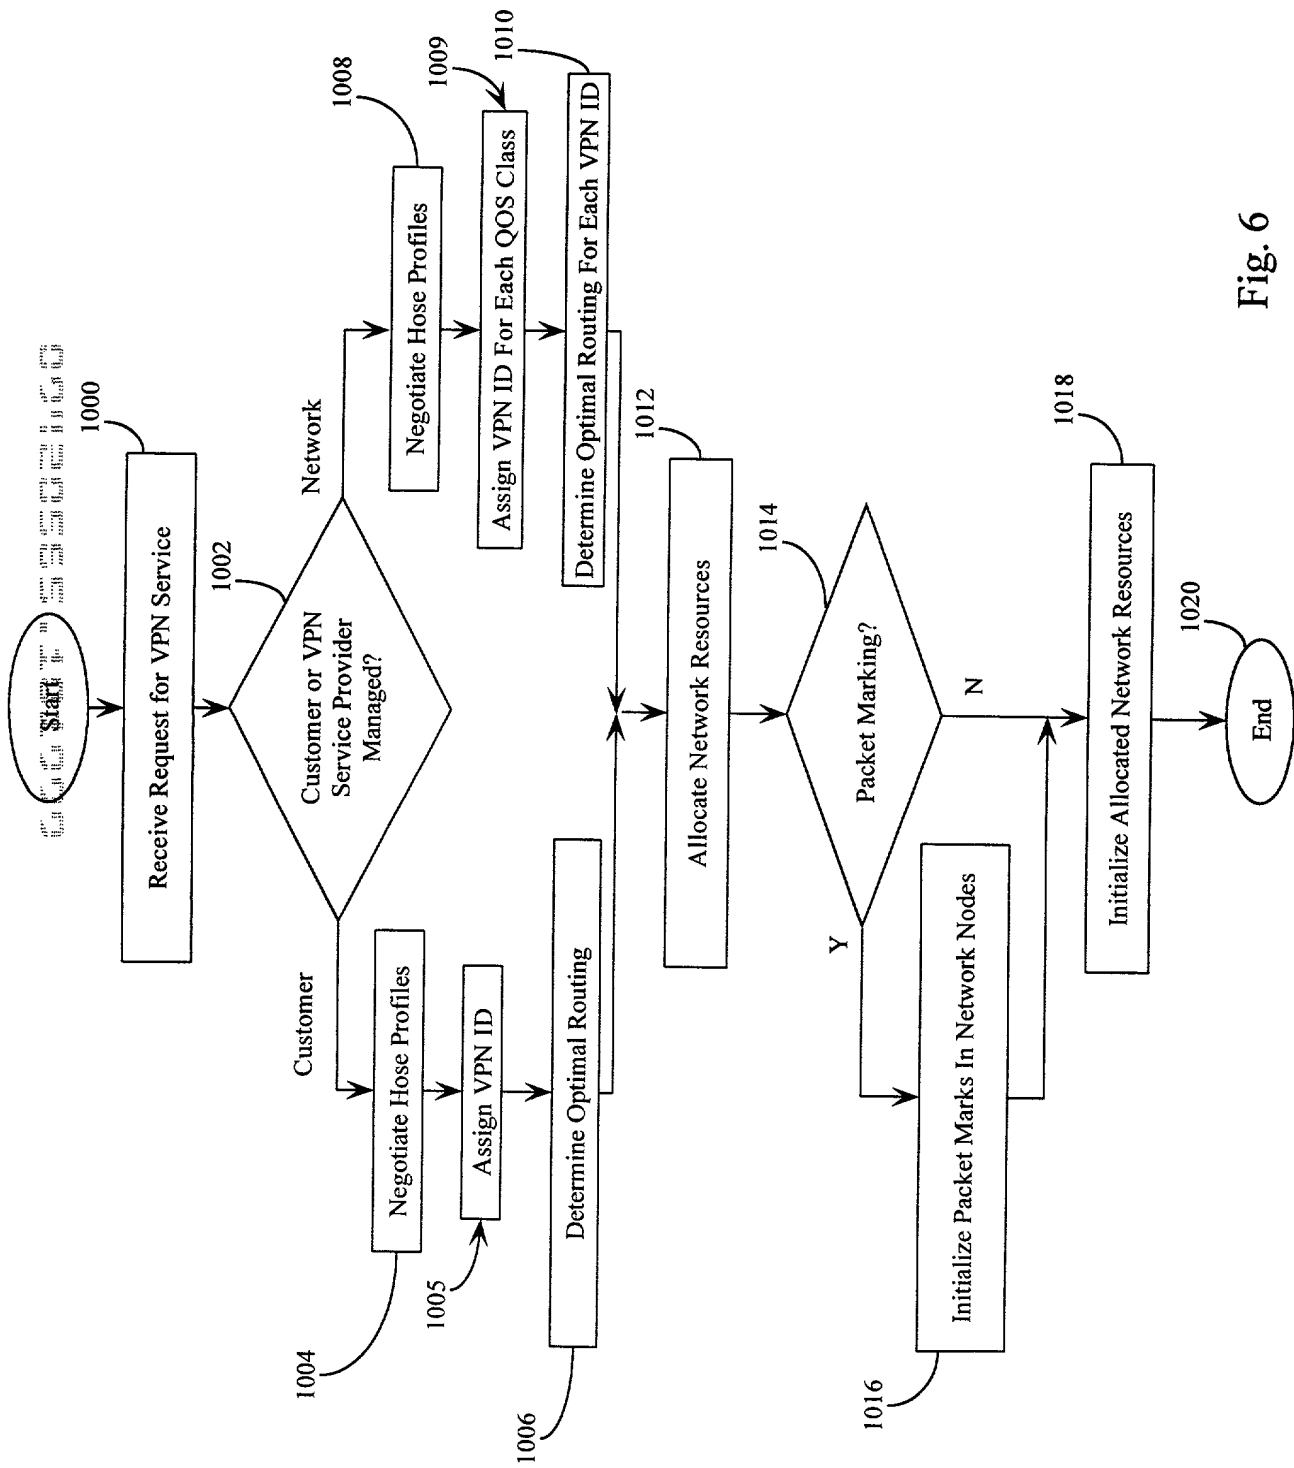 Start
1000
Receive Request for VPN Service
1002
Customer or VPN
Service Provider
Managed?
Customer
Network
1004
Negotiate Hose Profiles
1008
Negotiate Hose Profiles
1005
Assign VPN ID
1009
Assign VPN ID For Each QOS Class
1006
Determine Optimal Routing
1010
Determine Optimal Routing For Each VPN ID
1012
Allocate Network Resources
1014
Packet Marking?
Y
N
1016
Initialize Packet Marks In Network Nodes
1018
Initialize Allocated Network Resources
1020
End
Fig. 6